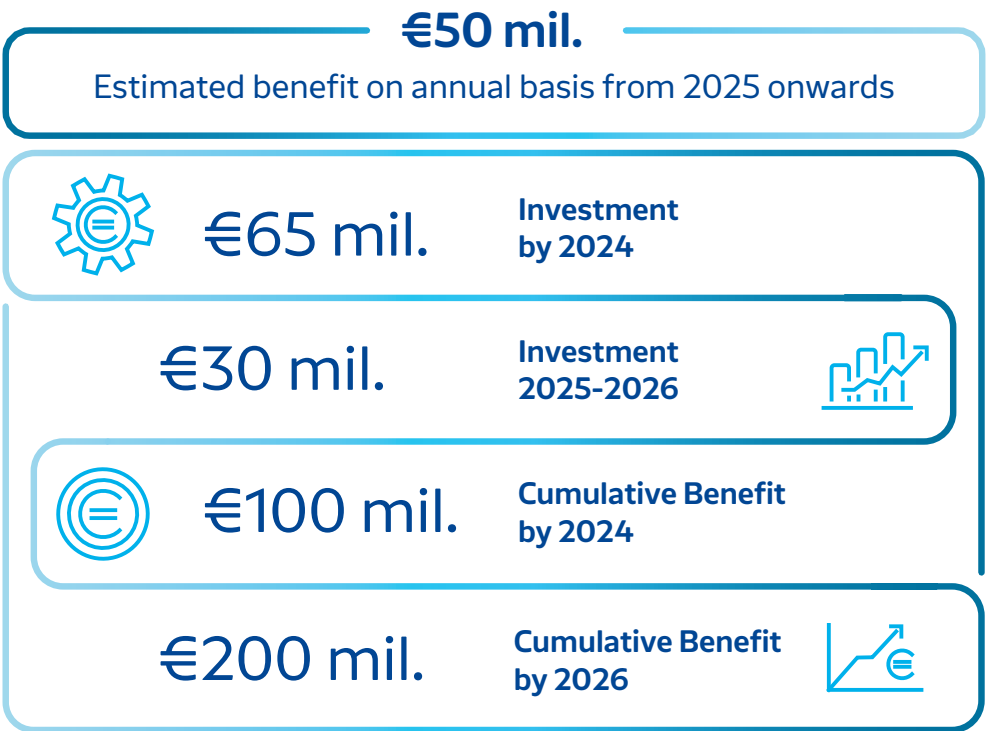 €50 mil.
Estimated benefit on annual basis from 2025 onwards
€65 mil.
Investment
by 2024
€30 mil.
Investment
2025-2026
€100 mil.
Cumulative Benefit
by 2024
€200 mil.
Cumulative Benefit
by 2026